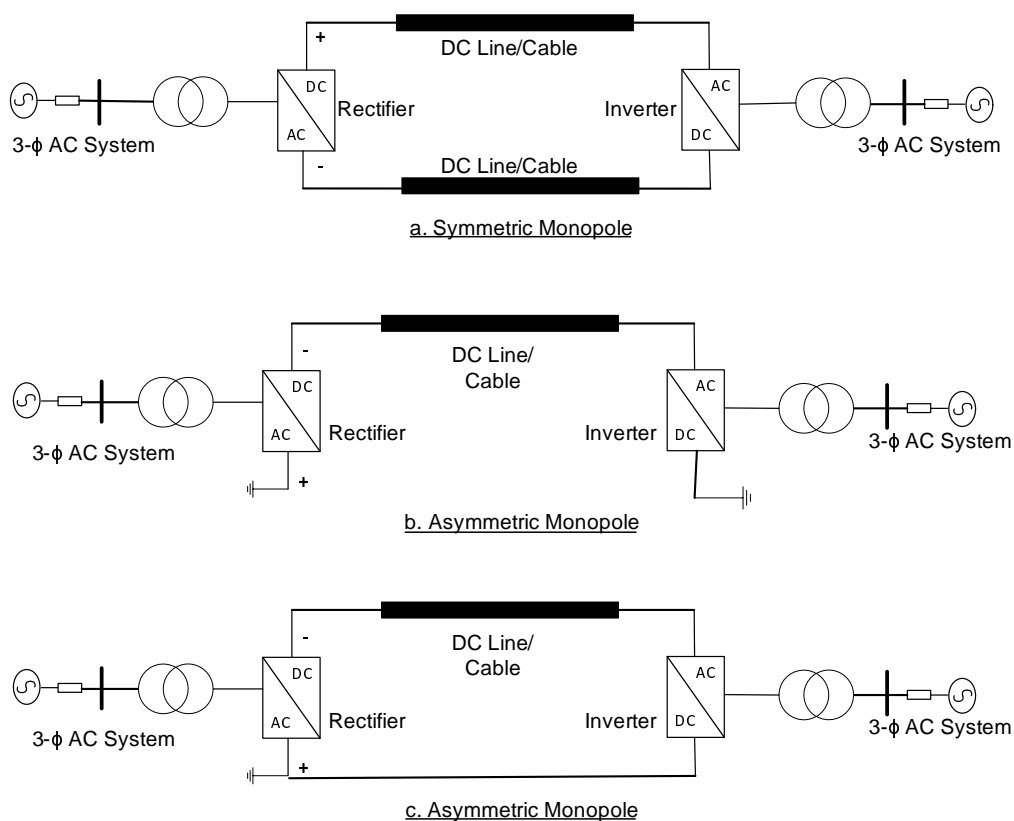 +
DC Line/Cable
DC
AC
Rectifier
Inverter
AC
DC
3-ϕ AC System
3-ϕ AC System
-
DC Line/Cable
a. Symmetric Monopole
-
DC Line/
Cable
DC
AC
Rectifier
Inverter
AC
DC
3-ϕ AC System
3-ϕ AC System
+
b. Asymmetric Monopole
-
DC Line/
Cable
DC
AC
Rectifier
Inverter
AC
DC
3-ϕ AC System
3-ϕ AC System
+
c. Asymmetric Monopole